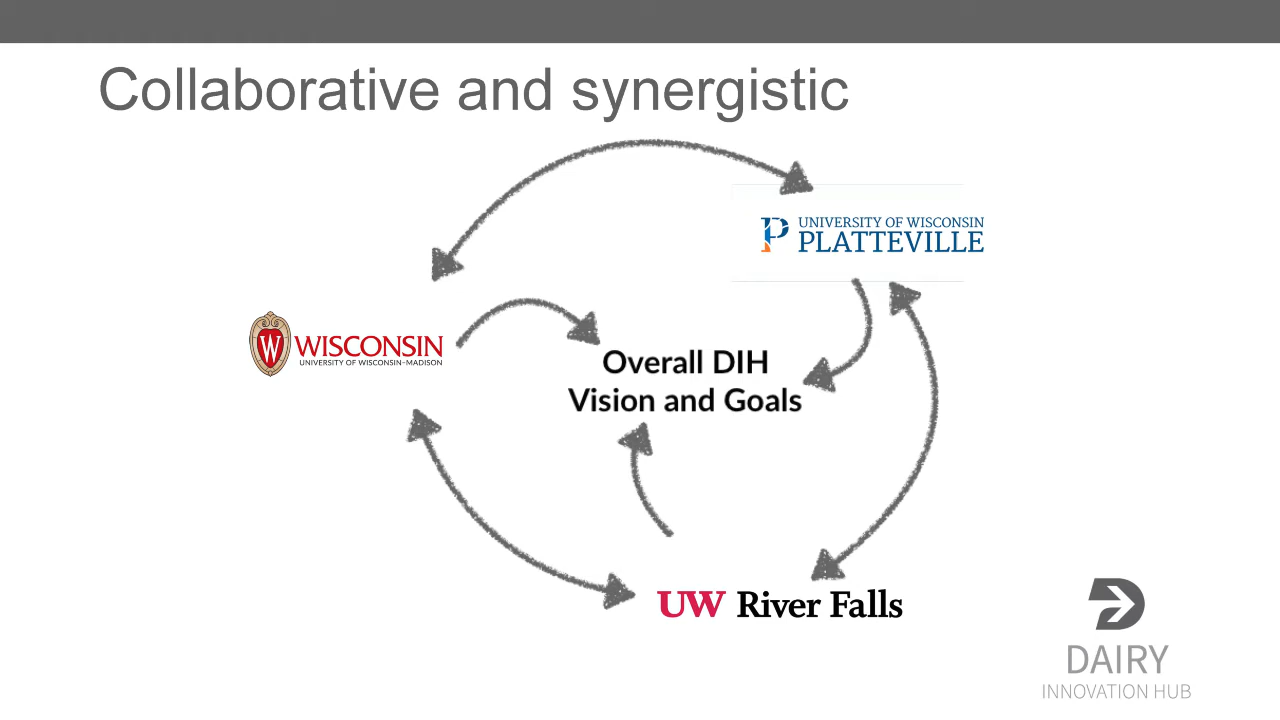 Collaborative and synergistic
UNIVERSITY OF WISCONSIN
PLATTEVILLE
W WISCONSIN
UNIVERSITY OF WISCONSIN–MADISON
Overall DIH
Vision and Goals
UW River Falls
DAIRY
INNOVATION HUB